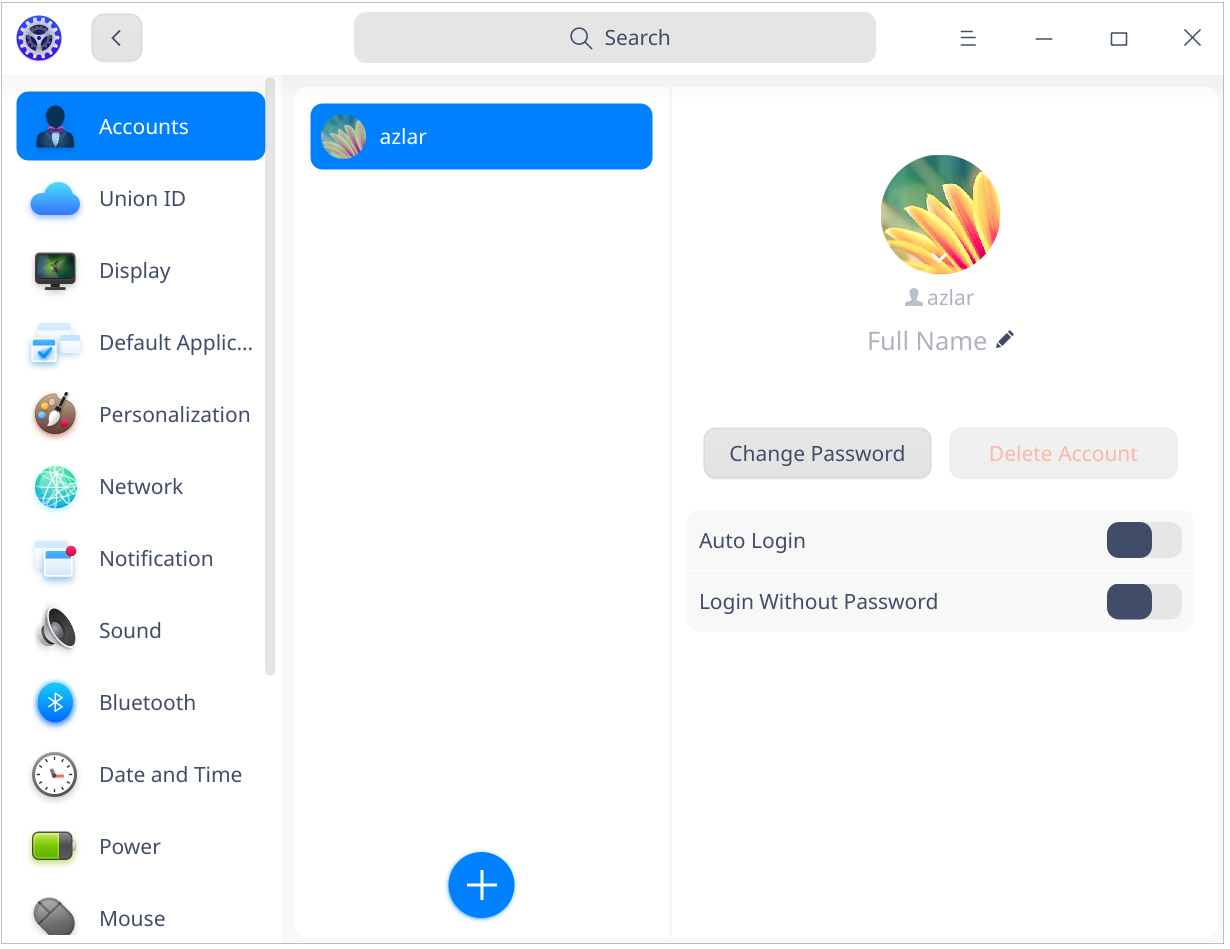 Search
Accounts
Union ID
Display
Default Applic...
Personalization
Network
Notification
Sound
Bluetooth
Date and Time
Power
Mouse
azlar
azlar
Full Name
Change Password
Delete Account
Auto Login
Login Without Password